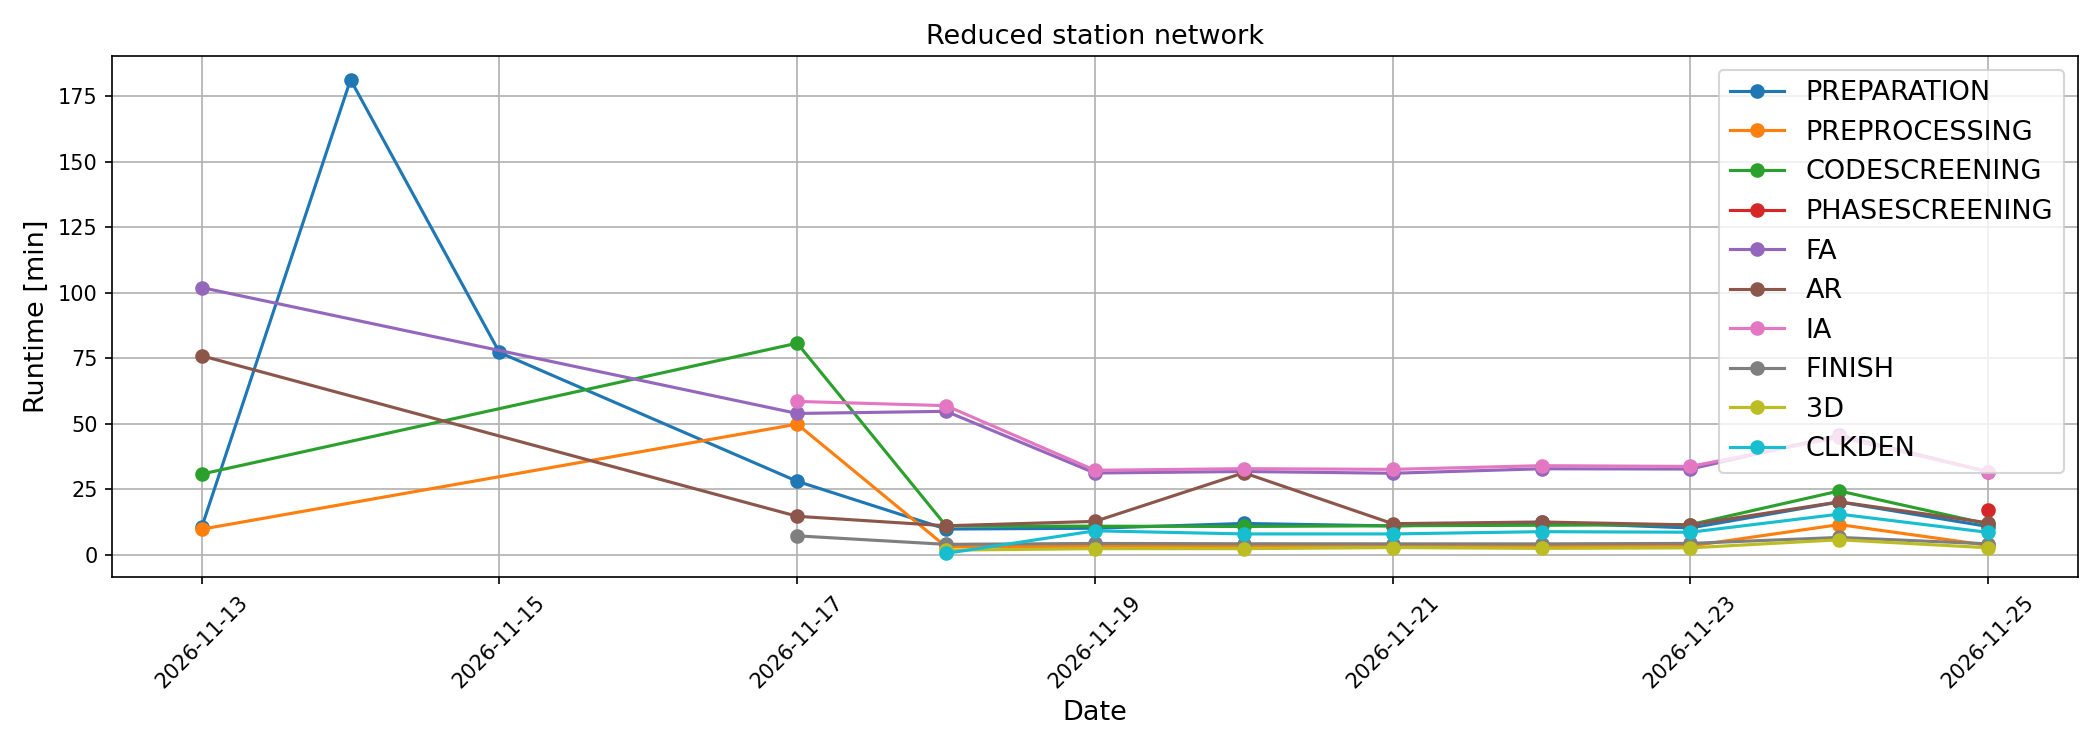 Reduced station network
Runtime [min]
175
150
125
100
75
50
25
0
PREPARATION
PREPROCESSING
CODESCREENING
PHASESCREENING
FA
AR
IA
FINISH
3D
CLKDEN
2026-11-13
2026-11-15
2026-11-17
2026-11-19
2026-11-21
2026-11-23
2026-11-25
Date